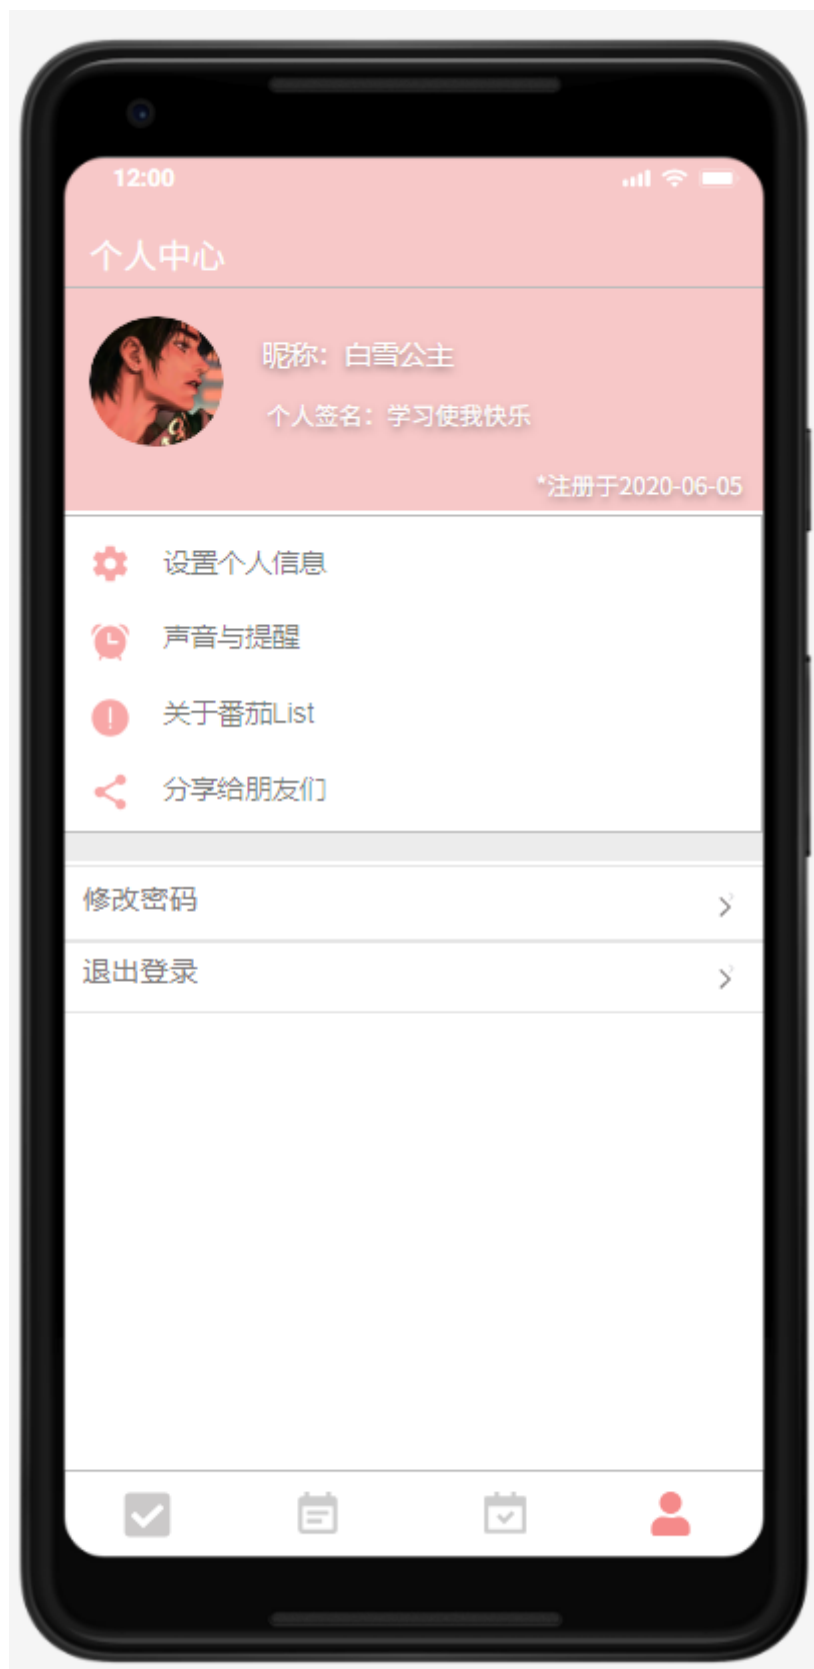 12:00
个人中心
昵称：白雪公主
个人签名：学习使我快乐
*注册于2020-06-05
设置个人信息
声音与提醒
关于番茄List
分享给朋友们
修改密码
退出登录